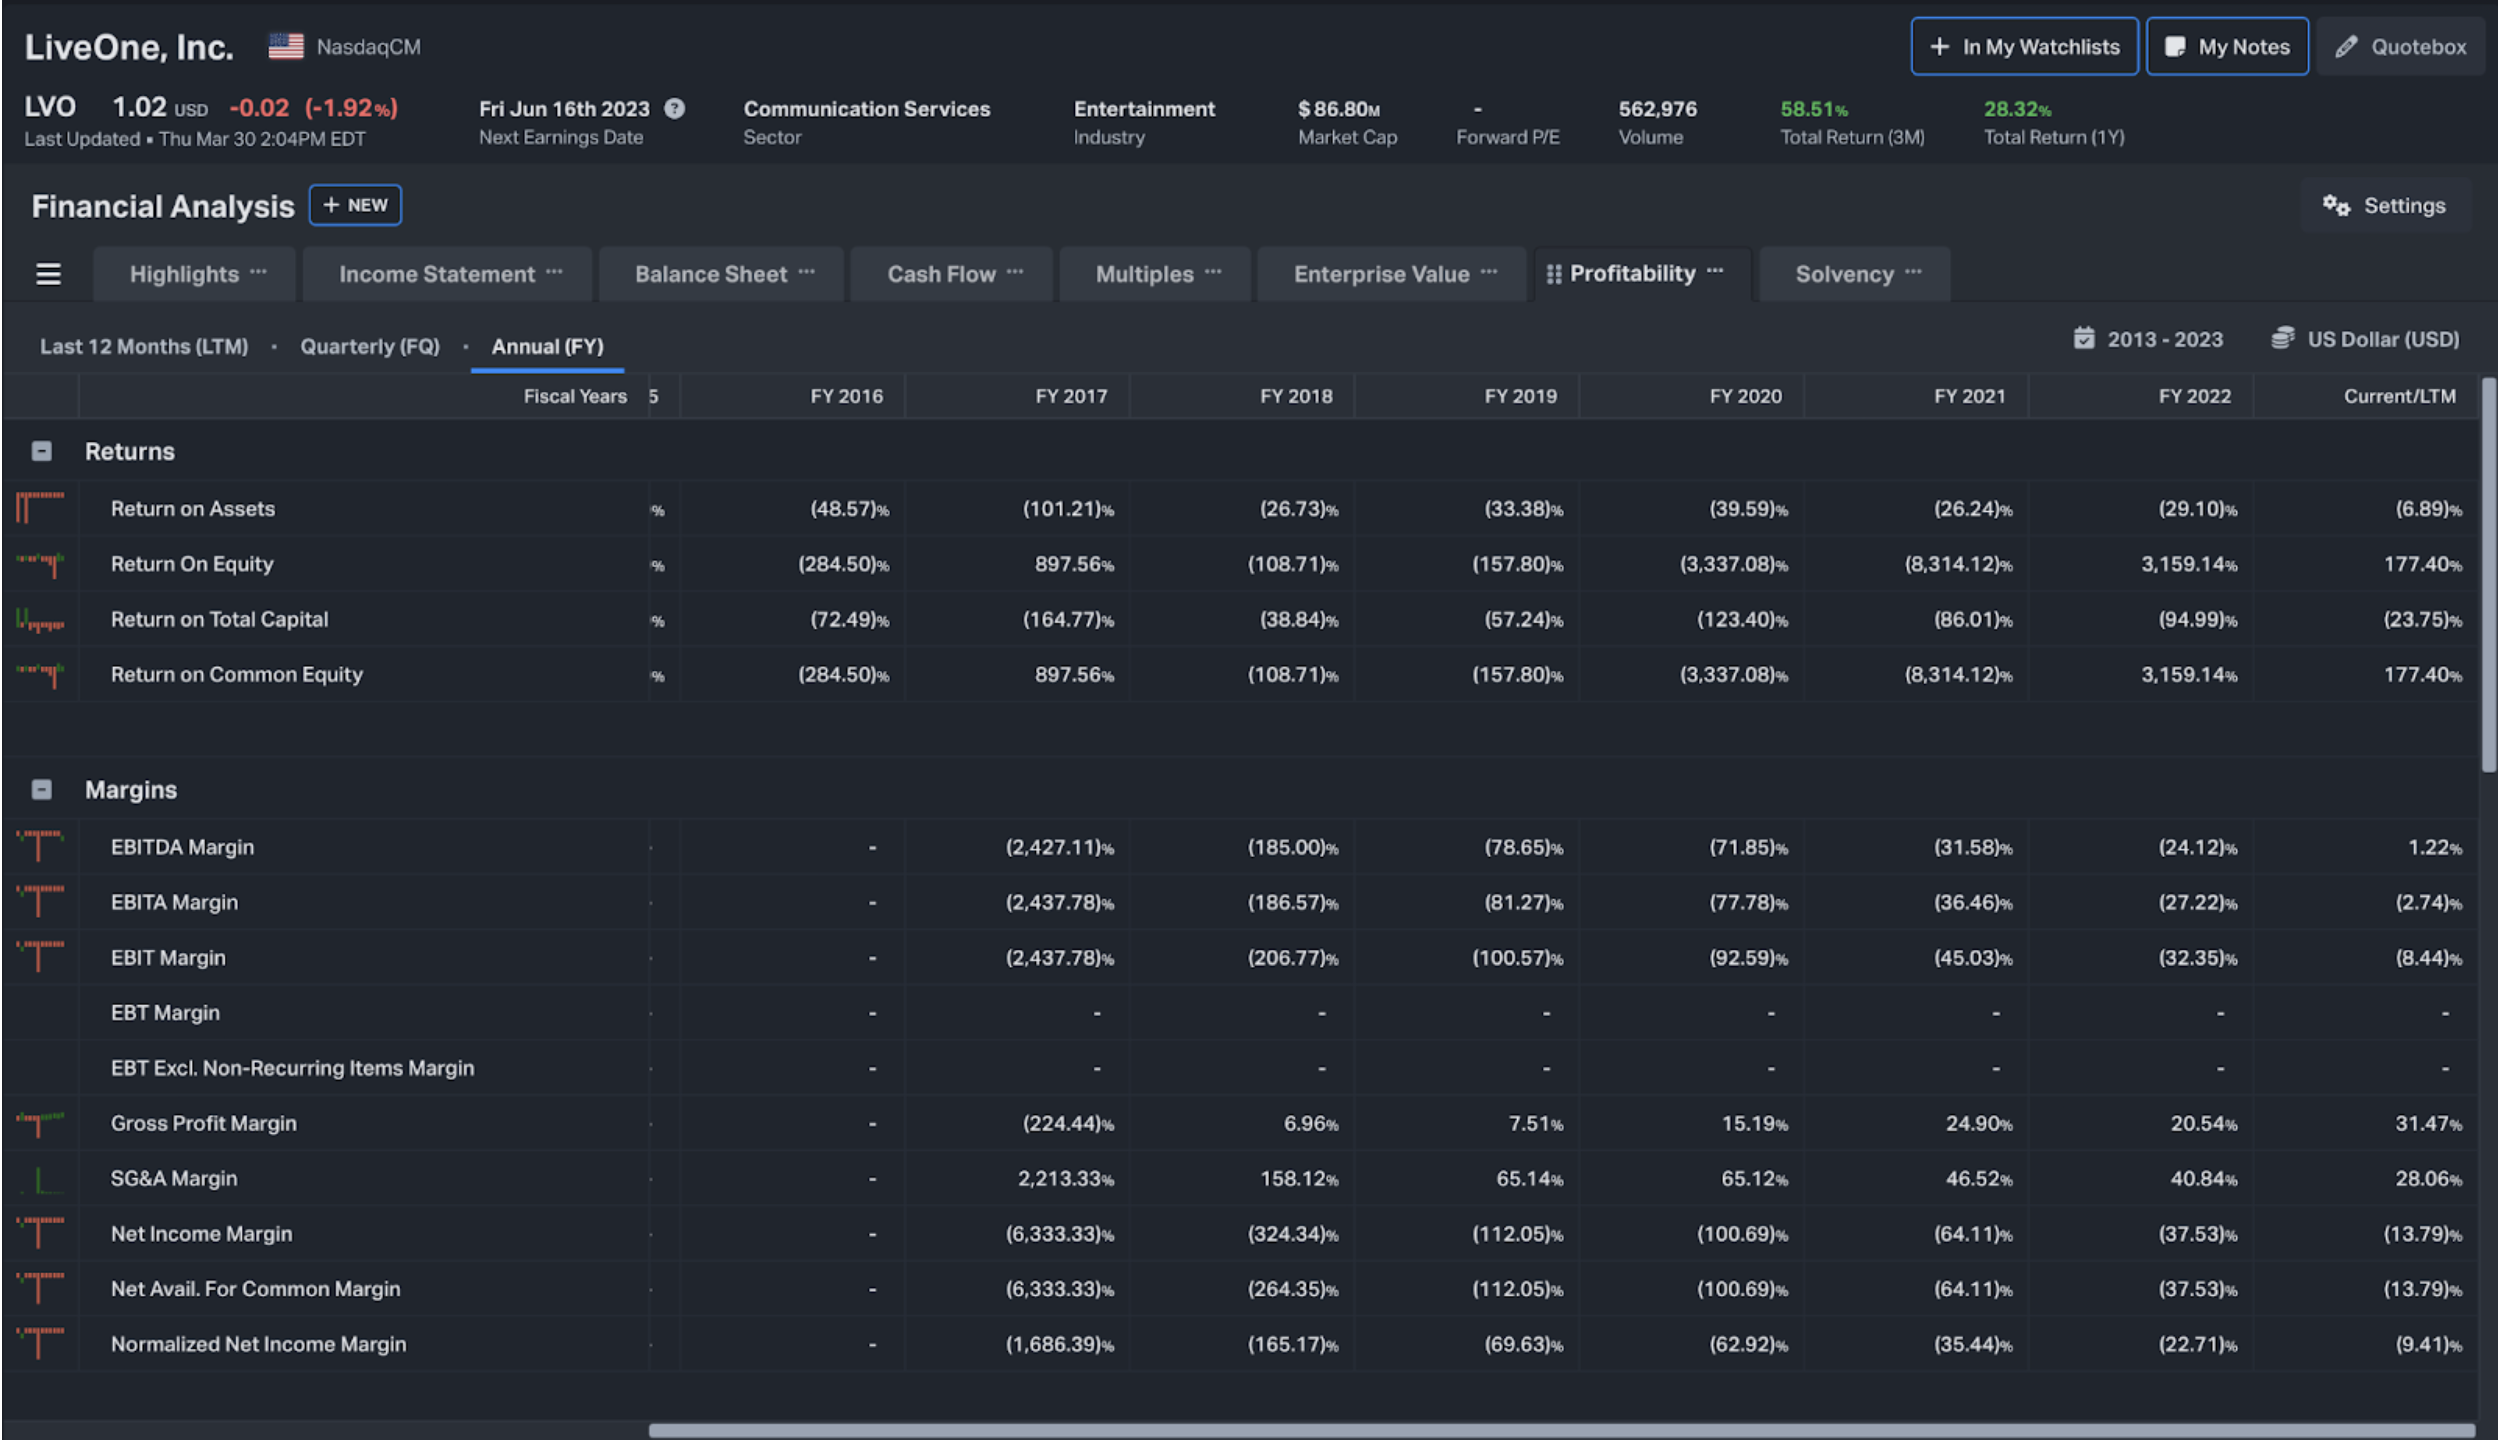 LiveOne, Inc. NasdaqCM + In My Watchlists My Notes Quotebox
LVO 1.02 USD -0.02 (-1.92%) Fri Jun 16th 2023 ? Communication Services Entertainment $86.80M - 562,976 58.51% 28.32%
Last Updated • Thu Mar 30 2:04PM EDT Next Earnings Date Sector Industry Market Cap Forward P/E Volume Total Return (3M) Total Return (1Y)
Financial Analysis + NEW Settings
Highlights ··· Income Statement ··· Balance Sheet ··· Cash Flow ··· Multiples ··· Enterprise Value ··· Profitability ··· Solvency ···
Last 12 Months (LTM) · Quarterly (FQ) · Annual (FY) 2013 - 2023 US Dollar (USD)
Fiscal Years 5 FY 2016 FY 2017 FY 2018 FY 2019 FY 2020 FY 2021 FY 2022 Current/LTM
Returns
Return on Assets % (48.57)% (101.21)% (26.73)% (33.38)% (39.59)% (26.24)% (29.10)% (6.89)%
Return On Equity % (284.50)% 897.56% (108.71)% (157.80)% (3,337.08)% (8,314.12)% 3,159.14% 177.40%
Return on Total Capital % (72.49)% (164.77)% (38.84)% (57.24)% (123.40)% (86.01)% (94.99)% (23.75)%
Return on Common Equity % (284.50)% 897.56% (108.71)% (157.80)% (3,337.08)% (8,314.12)% 3,159.14% 177.40%
Margins
EBITDA Margin - - (2,427.11)% (185.00)% (78.65)% (71.85)% (31.58)% (24.12)% 1.22%
EBITA Margin - - (2,437.78)% (186.57)% (81.27)% (77.78)% (36.46)% (27.22)% (2.74)%
EBIT Margin - - (2,437.78)% (206.77)% (100.57)% (92.59)% (45.03)% (32.35)% (8.44)%
EBT Margin - - - - - - - - -
EBT Excl. Non-Recurring Items Margin - - - - - - - - -
Gross Profit Margin - - (224.44)% 6.96% 7.51% 15.19% 24.90% 20.54% 31.47%
SG&A Margin - - 2,213.33% 158.12% 65.14% 65.12% 46.52% 40.84% 28.06%
Net Income Margin - - (6,333.33)% (324.34)% (112.05)% (100.69)% (64.11)% (37.53)% (13.79)%
Net Avail. For Common Margin - - (6,333.33)% (264.35)% (112.05)% (100.69)% (64.11)% (37.53)% (13.79)%
Normalized Net Income Margin - - (1,686.39)% (165.17)% (69.63)% (62.92)% (35.44)% (22.71)% (9.41)%